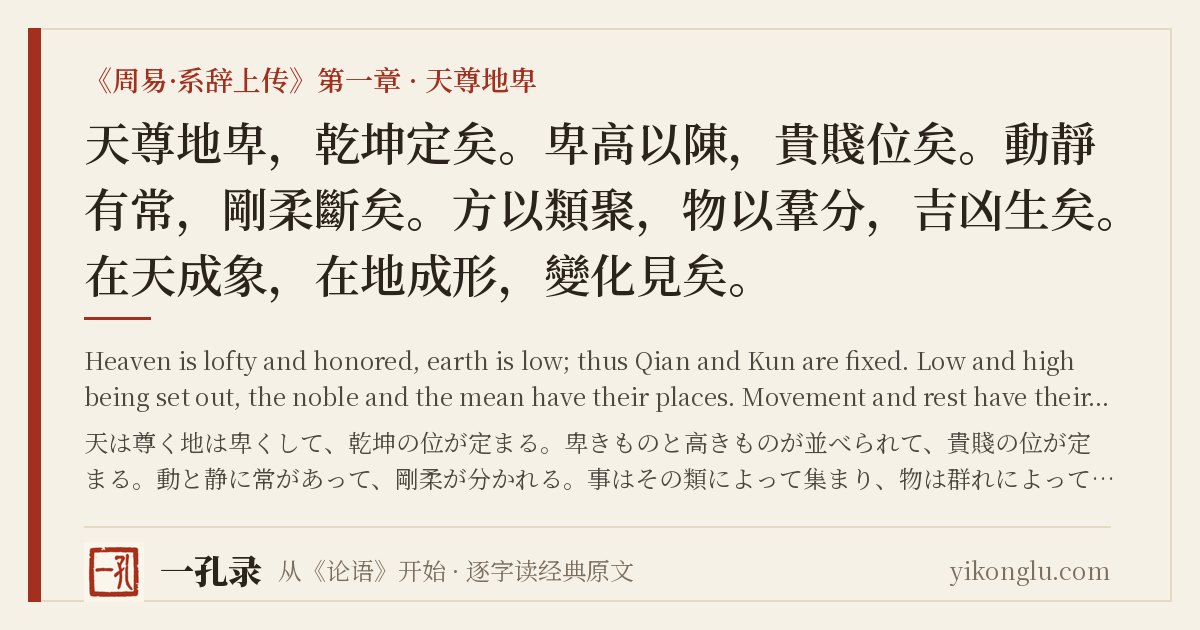 《周易·系辞上传》第一章 · 天尊地卑
天尊地卑，乾坤定矣。卑高以陳，貴賤位矣。動靜
有常，剛柔斷矣。方以類聚，物以羣分，吉凶生矣。
在天成象，在地成形，變化見矣。
Heaven is lofty and honored, earth is low; thus Qian and Kun are fixed. Low and high
being set out, the noble and the mean have their places. Movement and rest have their...
天は尊く地は卑くして、乾坤の位が定まる。卑きものと高きものが並べられて、貴賤の位が定
まる。動と静に常があって、剛柔が分かれる。事はその類によって集まり、物は群れによって…
一孔
一孔录 从《论语》开始 · 逐字读经典原文 yikonglu.com